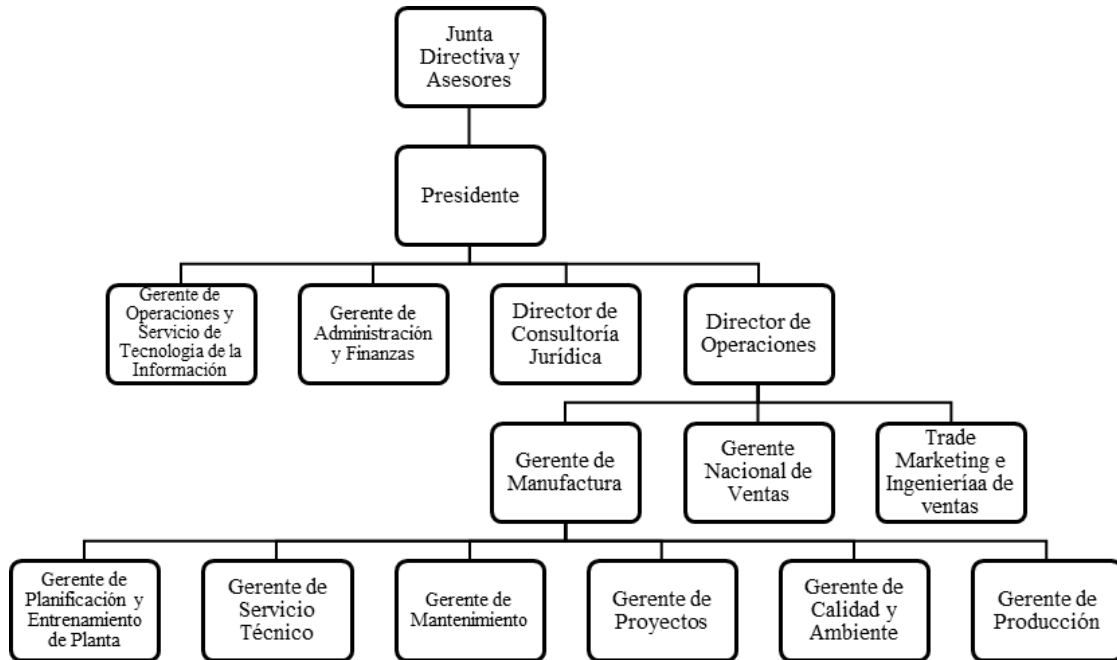 Junta
Directiva y
Asesores
Presidente
Gerente de
Operaciones y
Servicio de
Tecnologia de la
Información
Gerente de
Administración
y Finanzas
Director de
Consultoría
Jurídica
Director de
Operaciones
Gerente de
Manufactura
Gerente
Nacional de
Ventas
Trade
Marketing e
Ingenieríaa de
ventas
Gerente de
Planificación y
Entrenamiento
de Planta
Gerente de
Servicio
Técnico
Gerente de
Mantenimiento
Gerente de
Proyectos
Gerente de
Calidad y
Ambiente
Gerente de
Producción